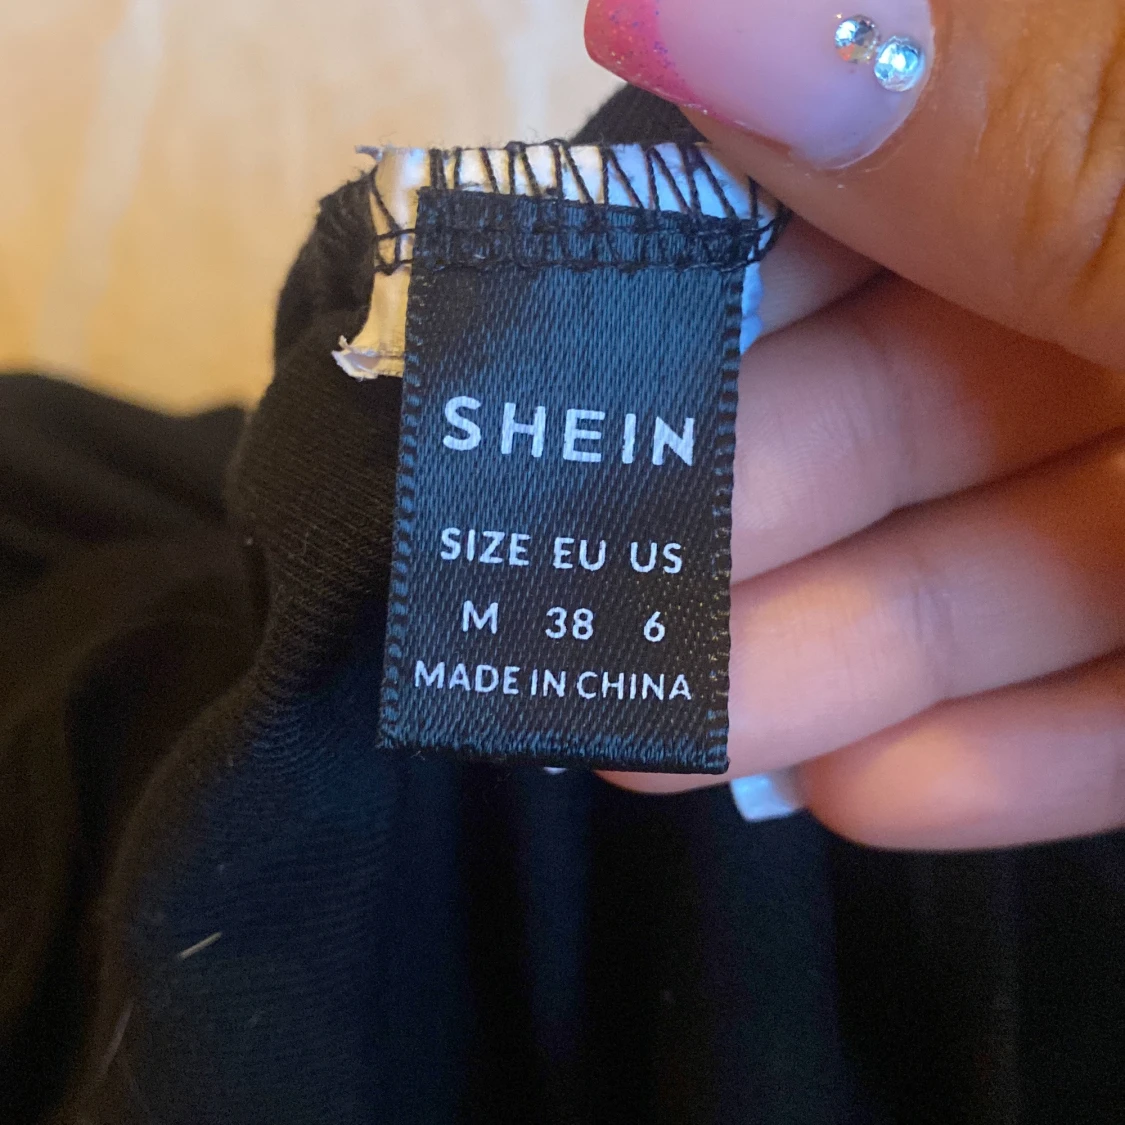 SHEIN
SIZE EU US
M 38 6
MADE IN CHINA